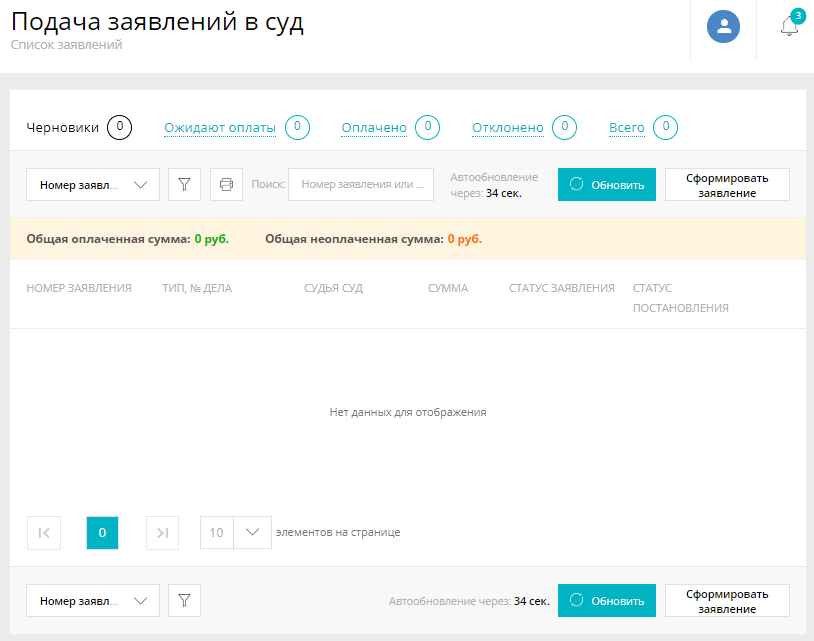 Подача заявлений в суд
Список заявлений
3
Черновики 0 Ожидают оплаты 0 Оплачено 0 Отклонено 0 Всего 0
Номер заявл... Поиск: Номер заявления или ... Автообновление через: 34 сек. Обновить Сформировать заявление
Общая оплаченная сумма: 0 руб. Общая неоплаченная сумма: 0 руб.
НОМЕР ЗАЯВЛЕНИЯ ТИП, № ДЕЛА СУДЬЯ СУД СУММА СТАТУС ЗАЯВЛЕНИЯ СТАТУС ПОСТАНОВЛЕНИЯ
Нет данных для отображения
0 10 элементов на странице
Номер заявл... Автообновление через: 34 сек. Обновить Сформировать заявление